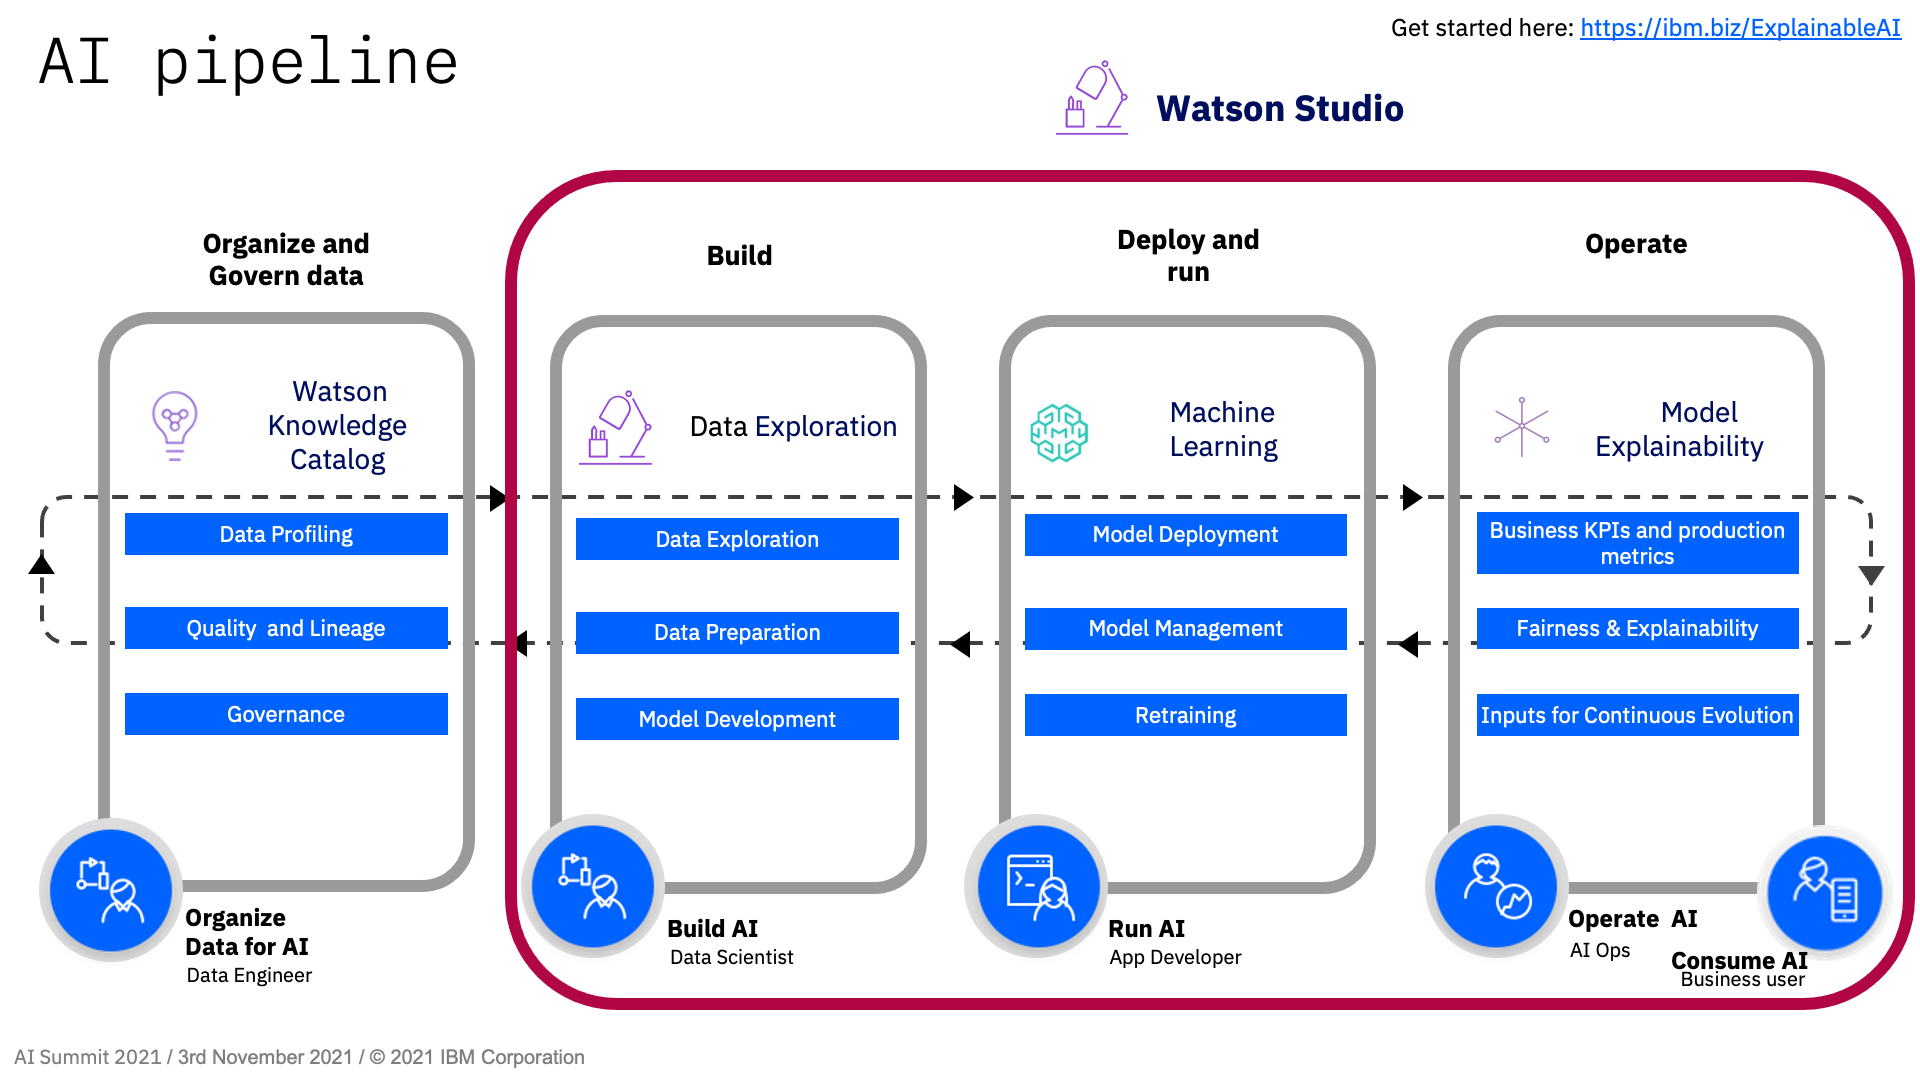 AI pipeline
Get started here: https://ibm.biz/ExplainableAI
Watson Studio
Organize and
Govern data
Watson
Knowledge
Catalog
Data Profiling
Quality  and Lineage
Governance
Organize
Data for AI
Data Engineer
Build
Data Exploration
Data Exploration
Data Preparation
Model Development
Build AI
Data Scientist
Deploy and
run
Machine
Learning
Model Deployment
Model Management
Retraining
Run AI
App Developer
Operate
Model
Explainability
Business KPIs and production
metrics
Fairness & Explainability
Inputs for Continuous Evolution
Operate  AI
AI Ops
Consume AI
Business user
AI Summit 2021 / 3rd November 2021 / © 2021 IBM Corporation